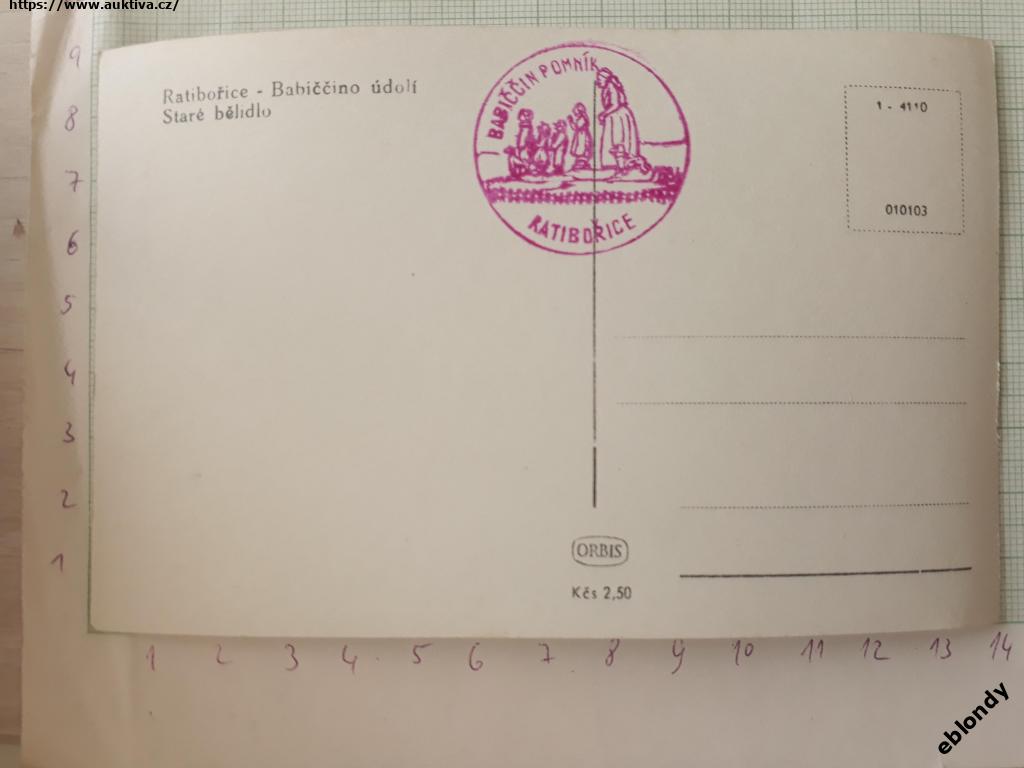 https://www.auktiva.cz/
Ratibořice - Babiččino údolí
Staré bělidlo
BABIČČIN POMNÍK
RATIBOŘICE
1 - 4110
010103
ORBIS
Kčs 2,50
9
8
7
6
5
4
3
2
1
1 2 3 4 5 6 7 8 9 10 11 12 13 14
eblondy